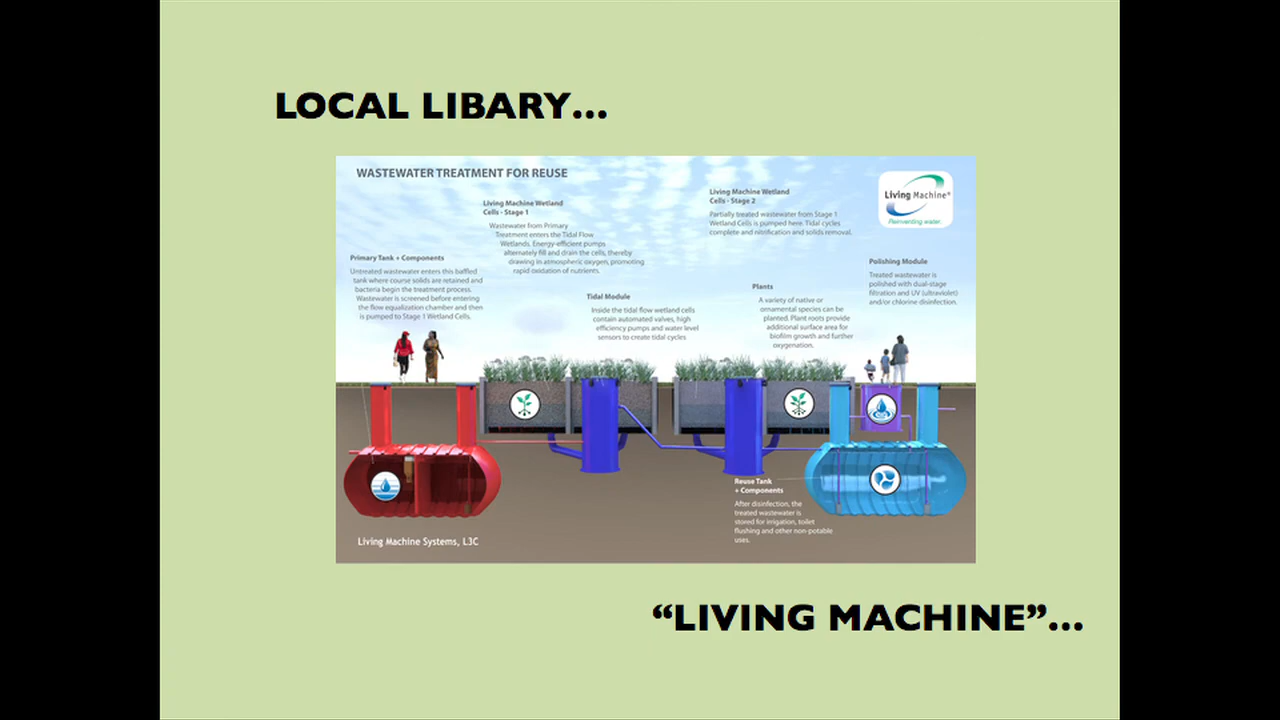 LOCAL LIBARY...
WASTEWATER TREATMENT FOR REUSE
Living Machine Wetland
Cells - Stage 1
Wastewater from Primary
Treatment enters the Tidal Flow
Wetlands. Energy-efficient pumps
alternately fill and drain the cells, thereby
drawing in atmospheric oxygen, promoting
rapid oxidation of nutrients.
Living Machine Wetland
Cells - Stage 2
Partially treated wastewater from Stage 1
Wetland Cells is pumped here. Tidal cycles
complete and nitrification and solids removal.
Living Machine®
Reinventing water.
Primary Tank + Components
Untreated wastewater enters this baffled
tank where course solids are retained and
bacteria begin the treatment process.
Wastewater is screened before entering
the flow equalization chamber and then
is pumped to Stage 1 Wetland Cells.
Tidal Module
Inside the tidal flow wetland cells
contain automated valves, high
efficiency pumps and water level
sensors to create tidal cycles
Plants
A variety of native or
ornamental species can be
planted. Plant roots provide
additional surface area for
biofilm growth and further
oxygenation.
Polishing Module
Treated wastewater is
polished with dual-stage
filtration and UV (ultraviolet)
and/or chlorine disinfection.
Reuse Tank
+ Components
After disinfection, the
treated wastewater is
stored for irrigation, toilet
flushing and other non-potable
uses.
Living Machine Systems, L3C
“LIVING MACHINE”...